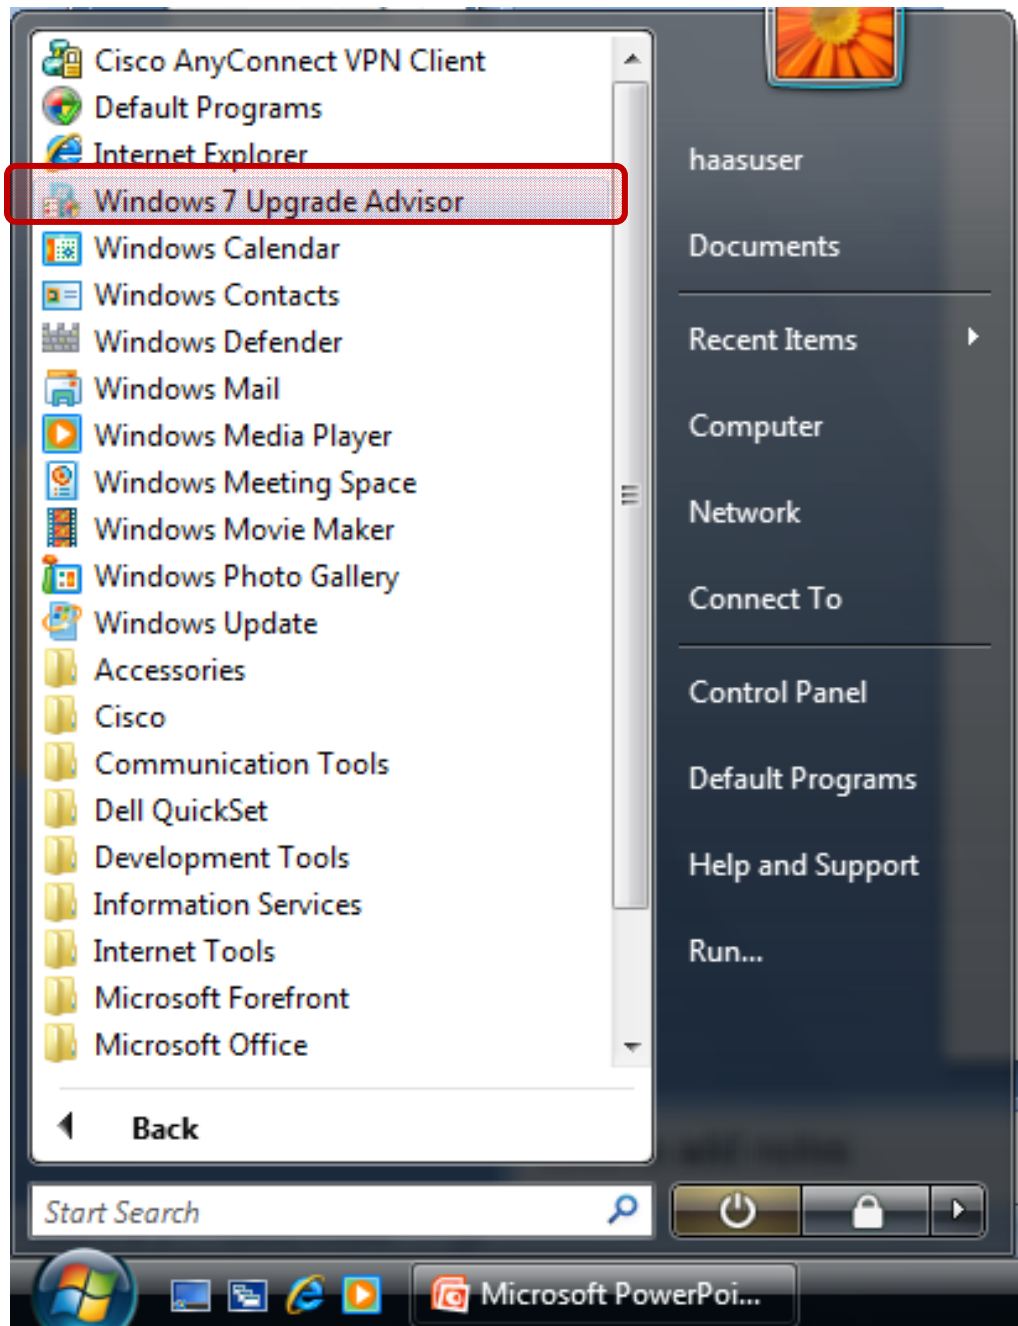 Cisco AnyConnect VPN Client
Default Programs
Internet Explorer
Windows 7 Upgrade Advisor
Windows Calendar
Windows Contacts
Windows Defender
Windows Mail
Windows Media Player
Windows Meeting Space
Windows Movie Maker
Windows Photo Gallery
Windows Update
Accessories
Cisco
Communication Tools
Dell QuickSet
Development Tools
Information Services
Internet Tools
Microsoft Forefront
Microsoft Office
Back
Start Search
haasuser
Documents
Recent Items
Computer
Network
Connect To
Control Panel
Default Programs
Help and Support
Run...
add notes
Microsoft PowerPoi...